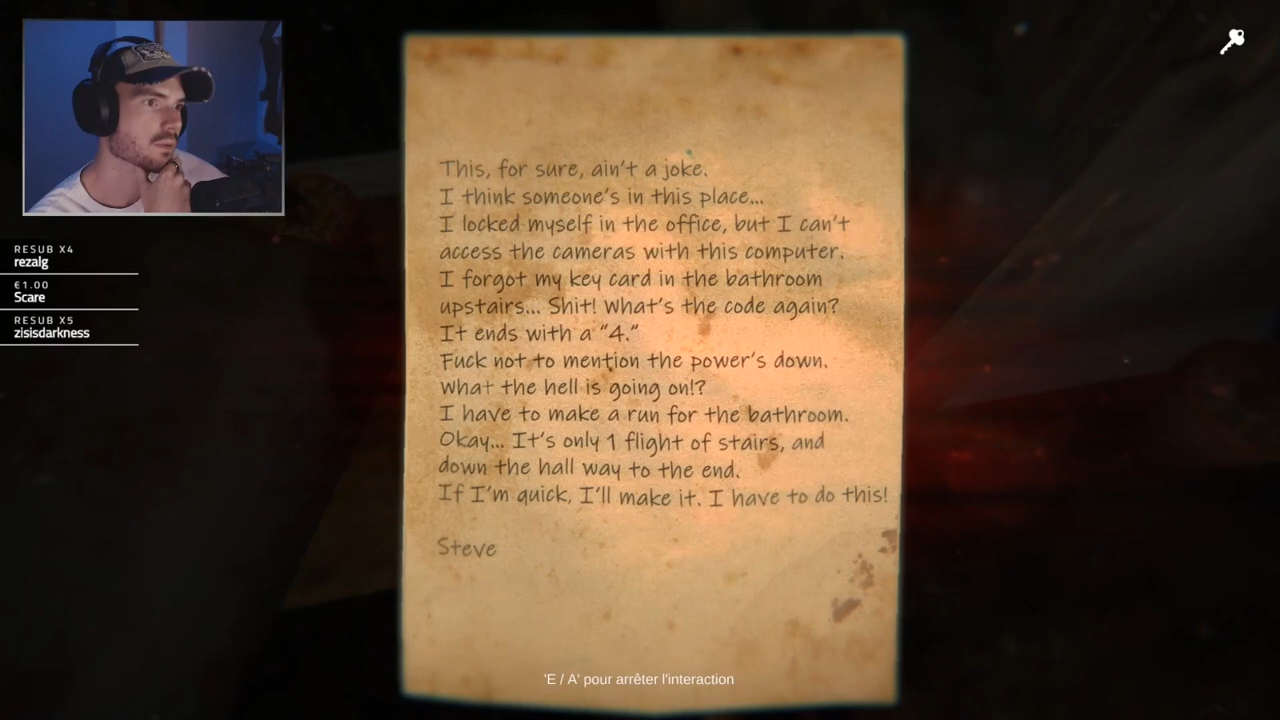 RESUB X4
rezalg
€1.00
Scare
RESUB X5
zisisdarkness
This, for sure, ain't a joke.
I think someone's in this place...
I locked myself in the office, but I can't
access the cameras with this computer.
I forgot my key card in the bathroom
upstairs... Shit! What's the code again?
It ends with a "4."
Fuck not to mention the power's down.
What the hell is going on!?
I have to make a run for the bathroom.
Okay... It's only 1 flight of stairs, and
down the hall way to the end.
If I'm quick, I'll make it. I have to do this!
Steve
'E / A' pour arrêter l'interaction